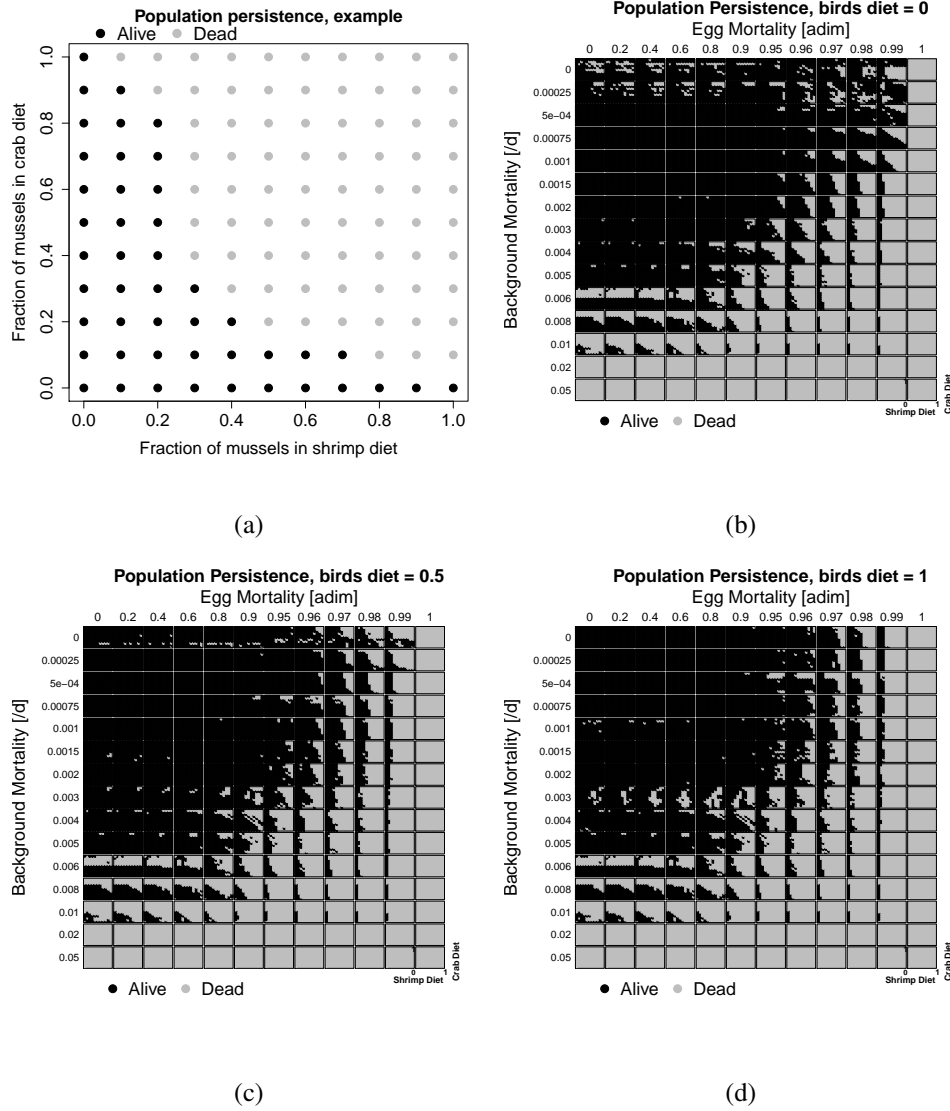 Population persistence, example
Alive Dead
Fraction of mussels in crab diet
0.0 0.2 0.4 0.6 0.8 1.0
0.0 0.2 0.4 0.6 0.8 1.0
Fraction of mussels in shrimp diet
(a)
Population Persistence, birds diet = 0
Egg Mortality [adim]
0 0.2 0.4 0.6 0.8 0.9 0.95 0.96 0.97 0.98 0.99 1
Background Mortality [/d]
0
0.00025
5e−04
0.00075
0.001
0.0015
0.002
0.003
0.004
0.005
0.006
0.008
0.01
0.02
0.05
0 1
Shrimp Diet
Crab Diet
Alive Dead
(b)
Population Persistence, birds diet = 0.5
Egg Mortality [adim]
0 0.2 0.4 0.6 0.8 0.9 0.95 0.96 0.97 0.98 0.99 1
Background Mortality [/d]
0
0.00025
5e−04
0.00075
0.001
0.0015
0.002
0.003
0.004
0.005
0.006
0.008
0.01
0.02
0.05
0 1
Shrimp Diet
Crab Diet
Alive Dead
(c)
Population Persistence, birds diet = 1
Egg Mortality [adim]
0 0.2 0.4 0.6 0.8 0.9 0.95 0.96 0.97 0.98 0.99 1
Background Mortality [/d]
0
0.00025
5e−04
0.00075
0.001
0.0015
0.002
0.003
0.004
0.005
0.006
0.008
0.01
0.02
0.05
0 1
Shrimp Diet
Crab Diet
Alive Dead
(d)